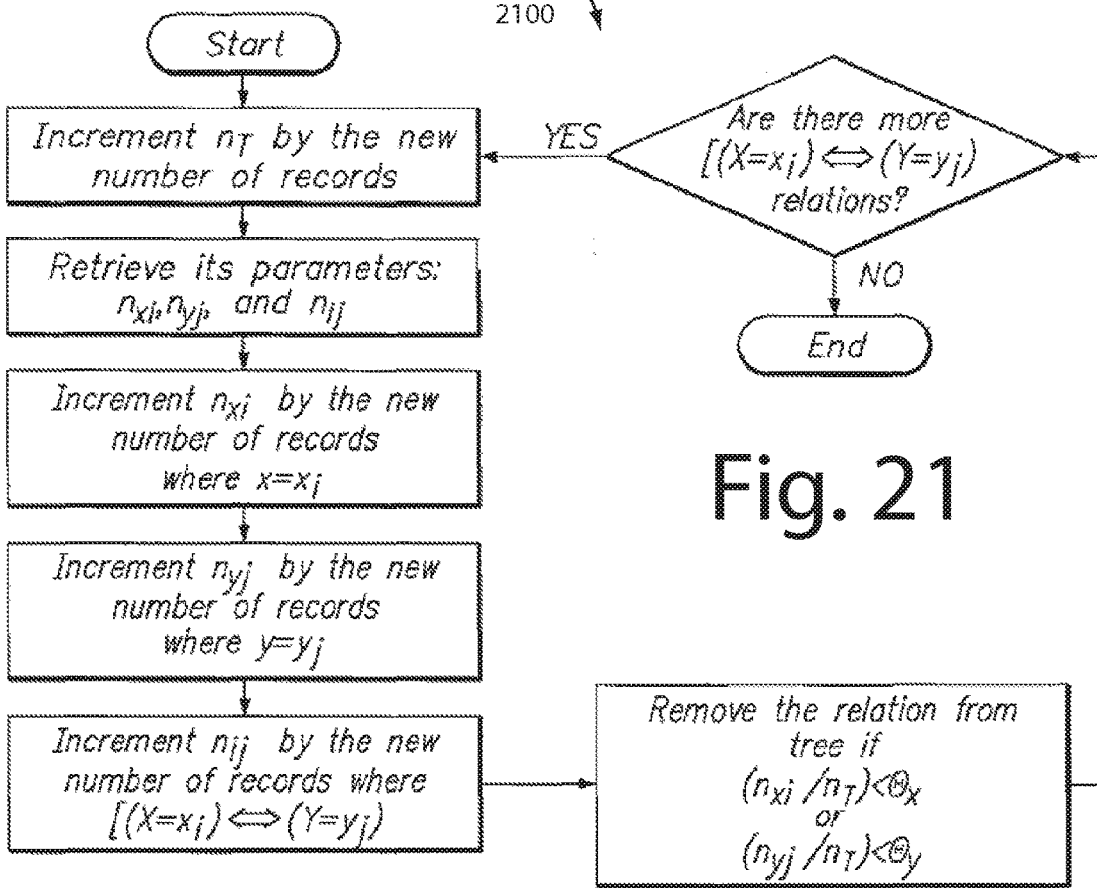 2100
Start
Increment n_T by the new
number of records
Retrieve its parameters:
n_xi, n_yj, and n_ij
Increment n_xi by the new
number of records
where x=x_i
Increment n_yj by the new
number of records
where y=y_j
Increment n_ij by the new
number of records where
[(X=x_i) ⇔ (Y=y_j)
Remove the relation from
tree if
(n_xi /n_T)<Θ_x
or
(n_yj /n_T)<Θ_y
Are there more
[(X=x_i) ⇔ (Y=y_j)
relations?
YES
NO
End
Fig. 21